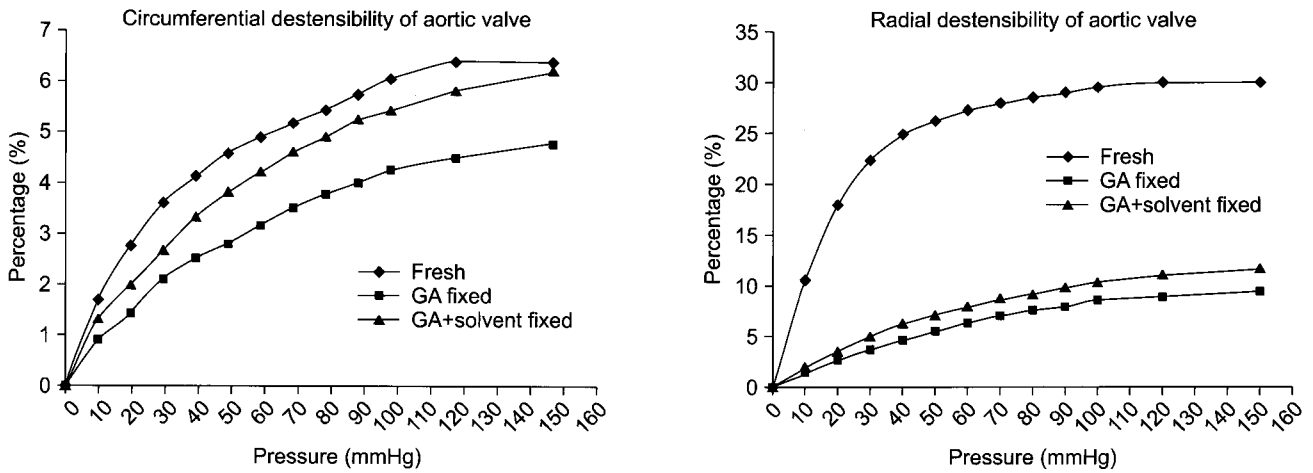 Circumferential destensibility of aortic valve
7
6
5
4
3
2
1
0
Percentage (%)
Fresh
GA fixed
GA+solvent fixed
0 10 20 30 40 50 60 70 80 90 100 110 120 130 140 150 160
Pressure (mmHg)
Radial destensibility of aortic valve
35
30
25
20
15
10
5
0
Percentage (%)
Fresh
GA fixed
GA+solvent fixed
0 10 20 30 40 50 60 70 80 90 100 110 120 130 140 150 160
Pressure (mmHg)